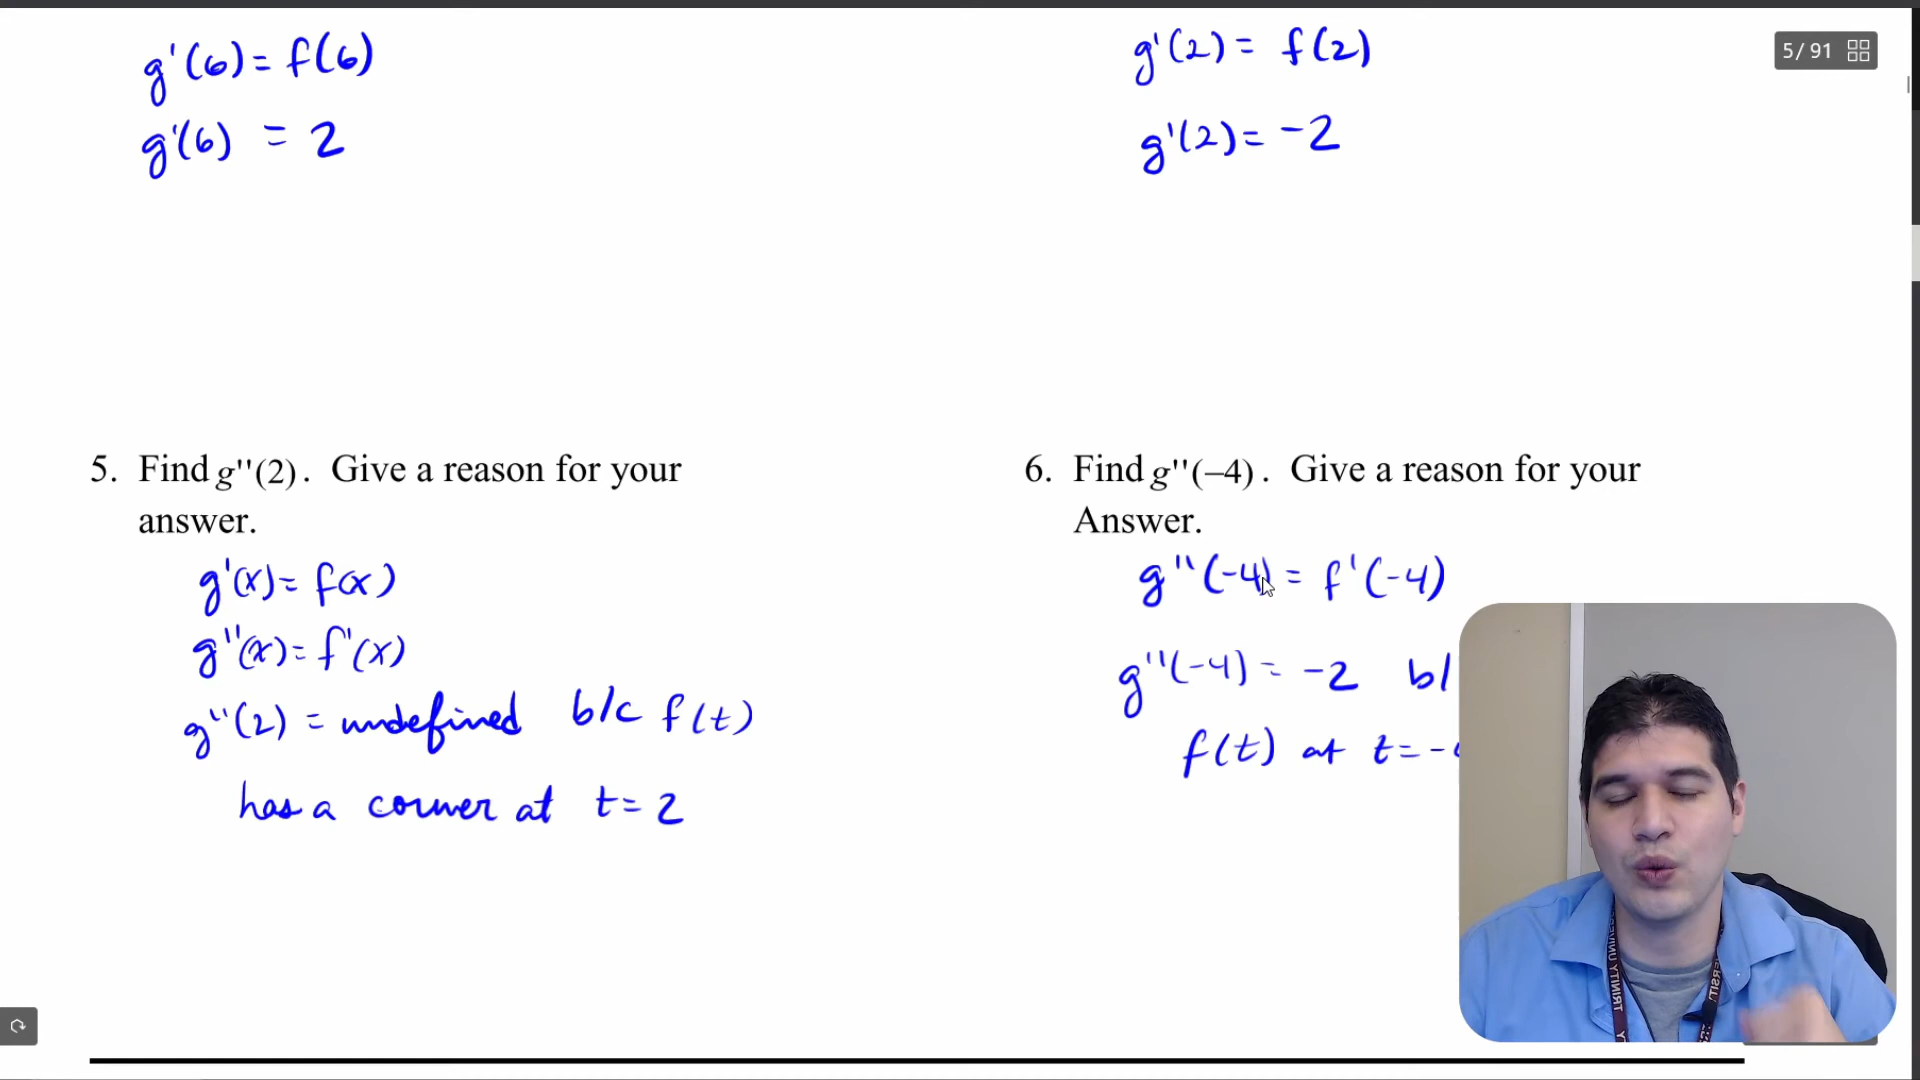 g'(6) = f(6)
g'(6) = 2
g'(2) = f(2)
g'(2) = -2
5 / 91
5. Find g''(2). Give a reason for your
answer.
g'(x) = f(x)
g''(x) = f'(x)
g''(2) = undefined b/c f(t)
has a corner at t = 2
6. Find g''(–4). Give a reason for your
Answer.
g''(-4) = f'(-4)
g''(-4) = -2 b/
f(t) at t = -
TRINITY UNIVERS
ERSIT